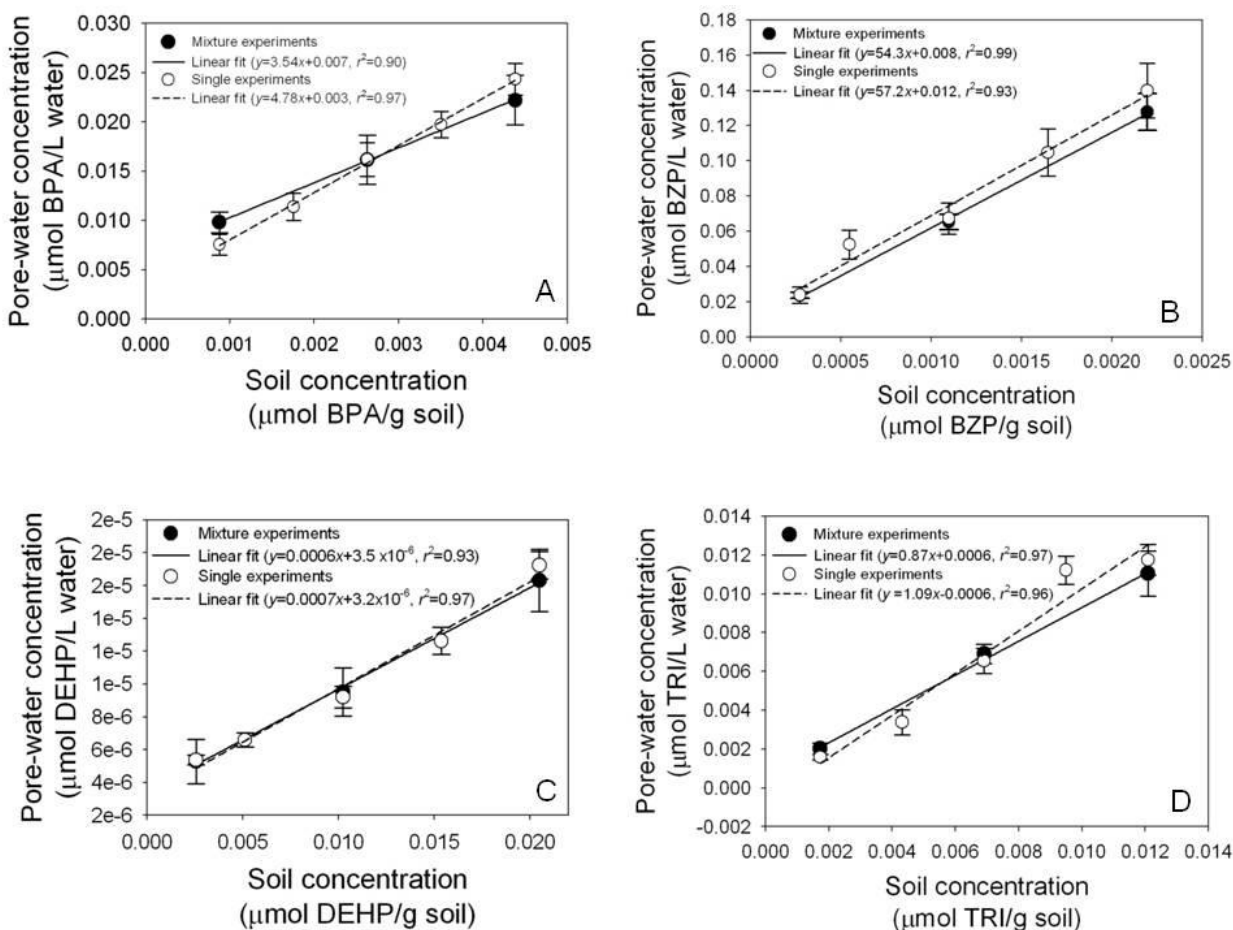 Pore-water concentration
(μmol BPA/L water)
0.030
0.025
0.020
0.015
0.010
0.005
0.000
Mixture experiments
Linear fit (y=3.54x+0.007, r²=0.90)
Single experiments
Linear fit (y=4.78x+0.003, r²=0.97)
A
0.000 0.001 0.002 0.003 0.004 0.005
Soil concentration
(μmol BPA/g soil)
Pore-water concentration
(μmol BZP/L water)
0.18
0.16
0.14
0.12
0.10
0.08
0.06
0.04
0.02
0.00
Mixture experiments
Linear fit (y=54.3x+0.008, r²=0.99)
Single experiments
Linear fit (y=57.2x+0.012, r²=0.93)
B
0.0000 0.0005 0.0010 0.0015 0.0020 0.0025
Soil concentration
(μmol BZP/g soil)
Pore-water concentration
(μmol DEHP/L water)
2e-5
2e-5
2e-5
1e-5
1e-5
1e-5
8e-6
6e-6
4e-6
2e-6
Mixture experiments
Linear fit (y=0.0006x+3.5 x10⁻⁶, r²=0.93)
Single experiments
Linear fit (y=0.0007x+3.2x10⁻⁶, r²=0.97)
C
0.000 0.005 0.010 0.015 0.020
Soil concentration
(μmol DEHP/g soil)
Pore-water concentration
(μmol TRI/L water)
0.014
0.012
0.010
0.008
0.006
0.004
0.002
0.000
-0.002
Mixture experiments
Linear fit (y=0.87x+0.0006, r²=0.97)
Single experiments
Linear fit (y =1.09x-0.0006, r²=0.96)
D
0.000 0.002 0.004 0.006 0.008 0.010 0.012 0.014
Soil concentration
(μmol TRI/g soil)